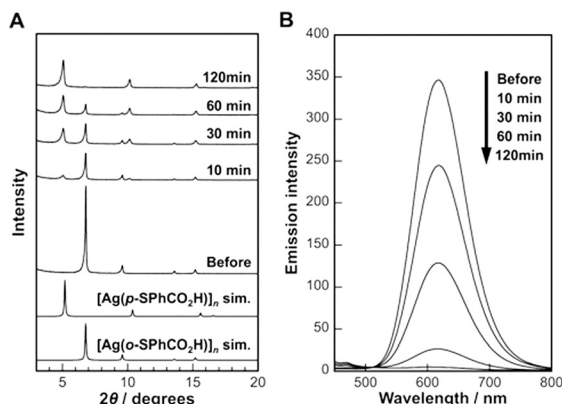 A
120min
60 min
30 min
10 min
Before
[Ag(p-SPhCO2H)]n sim.
[Ag(o-SPhCO2H)]n sim.
Intensity
5 10 15 20
2θ / degrees
B
400
350
300
250
200
150
100
50
0
Before
10 min
30 min
60 min
120min
Emission intensity
500 600 700 800
Wavelength / nm